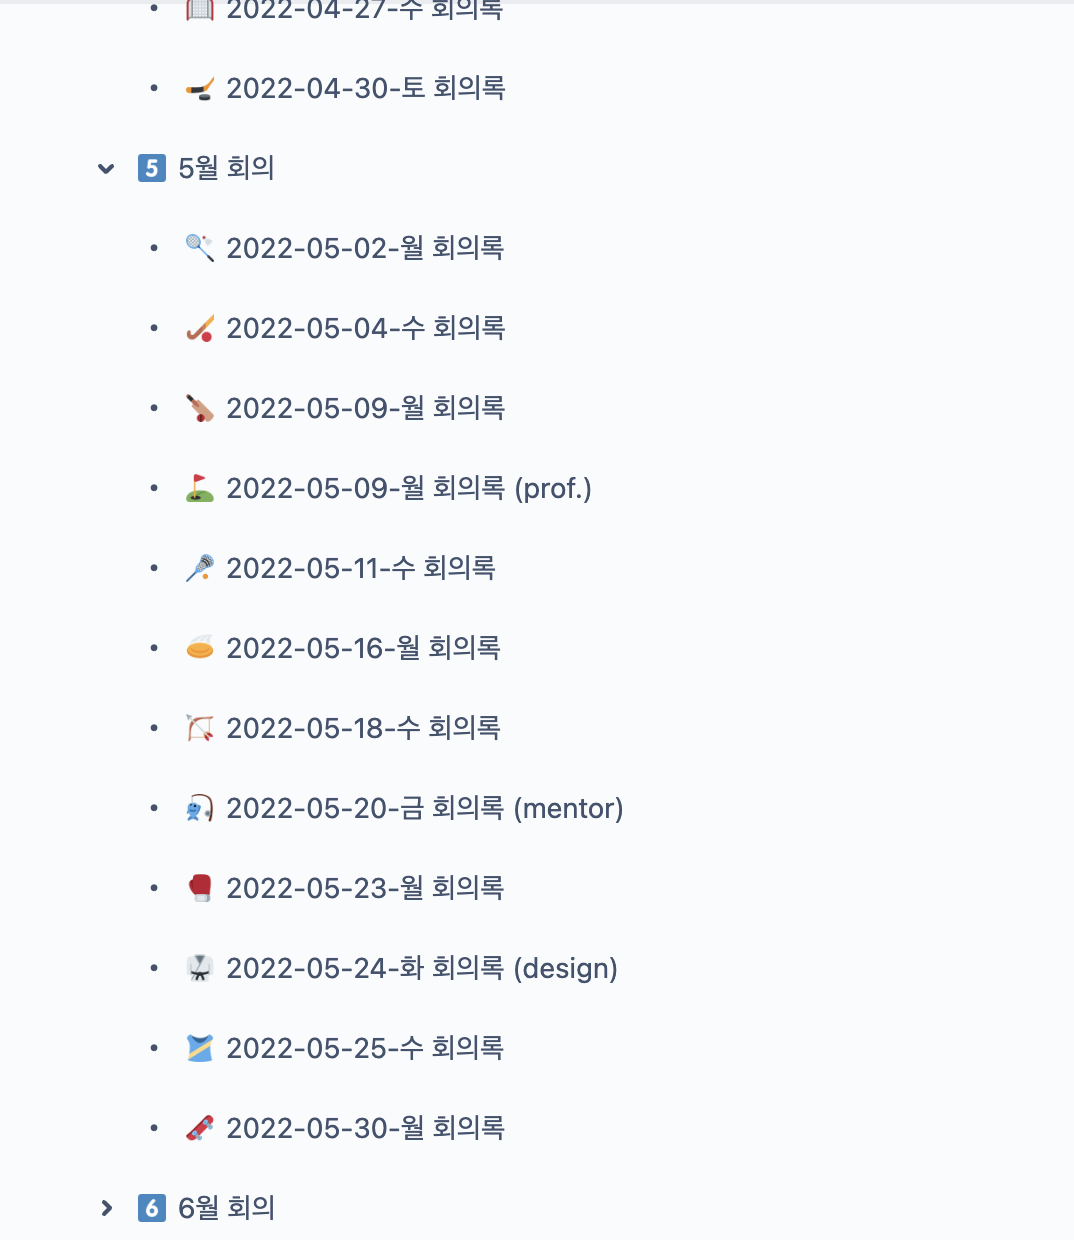 2022-04-27-수 회의록
2022-04-30-토 회의록
5 5월 회의
2022-05-02-월 회의록
2022-05-04-수 회의록
2022-05-09-월 회의록
2022-05-09-월 회의록 (prof.)
2022-05-11-수 회의록
2022-05-16-월 회의록
2022-05-18-수 회의록
2022-05-20-금 회의록 (mentor)
2022-05-23-월 회의록
2022-05-24-화 회의록 (design)
2022-05-25-수 회의록
2022-05-30-월 회의록
6 6월 회의